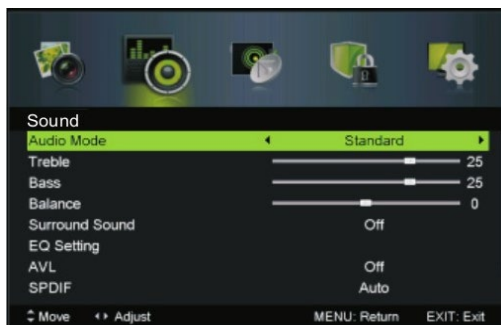 Sound
Audio Mode Standard
Treble 25
Bass 25
Balance 0
Surround Sound Off
EQ Setting
AVL Off
SPDIF Auto
Move Adjust MENU: Return EXIT: Exit